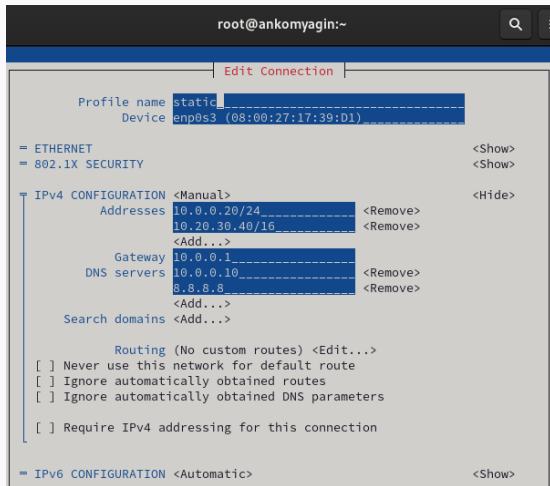 root@ankomyagin:~
Edit Connection
Profile name static
Device enp0s3 (08:00:27:17:39:D1)
= ETHERNET <Show>
= 802.1X SECURITY <Show>
IPv4 CONFIGURATION <Manual> <Hide>
Addresses 10.0.0.20/24 <Remove>
10.20.30.40/16 <Remove>
<Add...>
Gateway 10.0.0.1
DNS servers 10.0.0.10 <Remove>
8.8.8.8 <Remove>
<Add...>
Search domains <Add...>
Routing (No custom routes) <Edit...>
[ ] Never use this network for default route
[ ] Ignore automatically obtained routes
[ ] Ignore automatically obtained DNS parameters
[ ] Require IPv4 addressing for this connection
= IPv6 CONFIGURATION <Automatic> <Show>